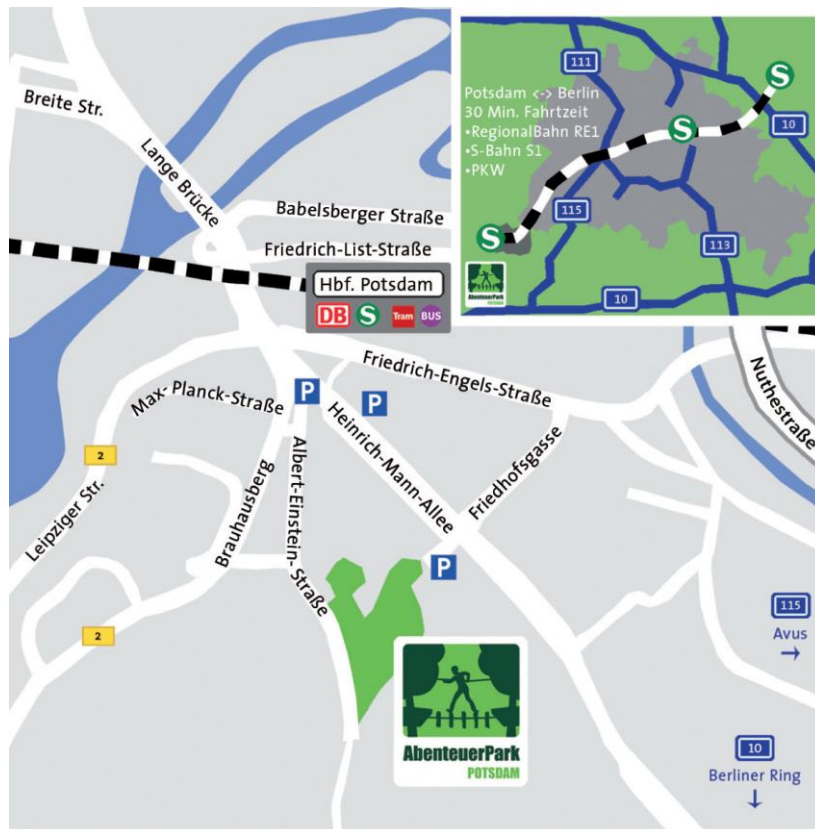 Breite Str.
Lange Brücke
Babelsberger Straße
Friedrich-List-Straße
Hbf. Potsdam
DB S Tram BUS
111
Potsdam <-> Berlin
30 Min. Fahrtzeit
•RegionalBahn RE1
•S-Bahn S1
•PKW
S
10
S
115
S
113
AbenteuerPark
POTSDAM
10
Friedrich-Engels-Straße
Nuthestraße
Max-Planck-Straße
P
P
Heinrich-Mann-Allee
Friedhofsgasse
Albert-Einstein-Straße
Brauhausberg
2
Leipziger Str.
P
2
115
Avus
→
AbenteuerPark
POTSDAM
10
Berliner Ring
↓